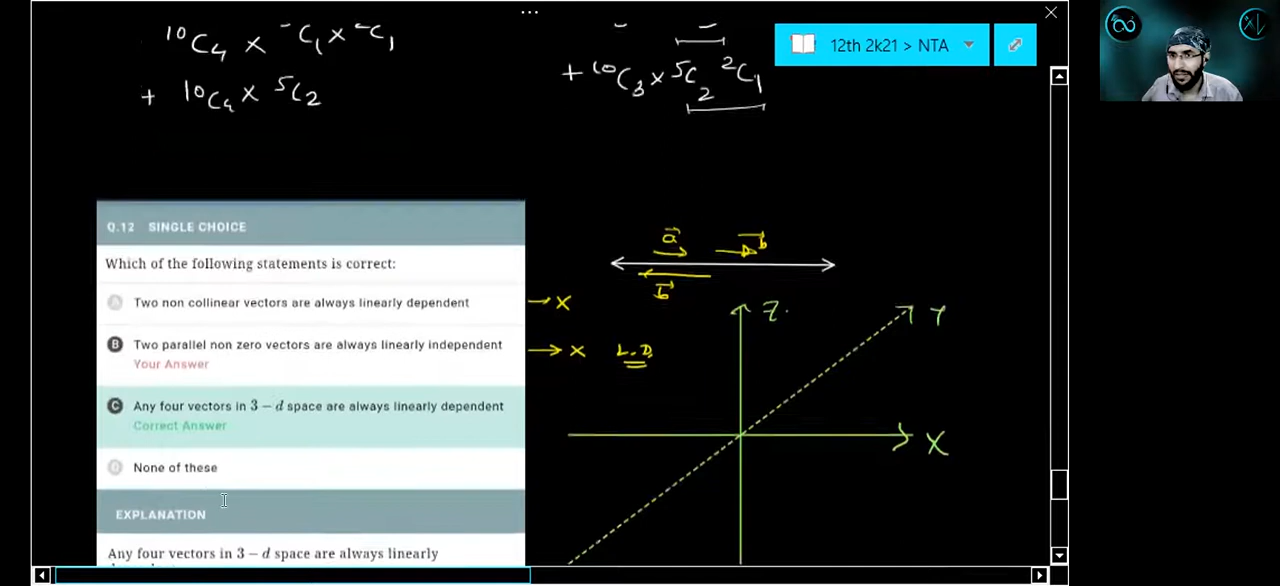 ¹⁰C₄ × C₁ × ²C₁
+ ¹⁰C₄ × ⁵C₂
+ ¹⁰C₃ × ⁵C₂ ²C₁
12th 2k21 > NTA
Q.12 SINGLE CHOICE
Which of the following statements is correct:
A Two non collinear vectors are always linearly dependent
→ X
B Two parallel non zero vectors are always linearly independent
Your Answer
→ X L.D.
C Any four vectors in 3 − d space are always linearly dependent
Correct Answer
D None of these
EXPLANATION
Any four vectors in 3 − d space are always linearly
a⃗
b⃗
b⃗
Z
Y
X